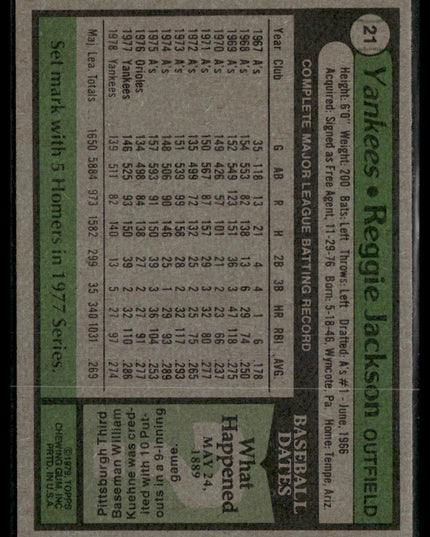 21
Yankees • Reggie Jackson OUTFIELD
Height: 6'0" Weight: 200 Bats: Left Throws: Left Drafted: A's #1 - June, 1966
Acquired: Signed as Free Agent, 11-29-76 Born: 5-18-46, Wyncote, Pa Home: Tempe, Ariz.
COMPLETE MAJOR LEAGUE BATTING RECORD
Year Club G AB R H 2B 3B HR RBI AVG
1967 A's 35 118 13 21 4 4 1 6 .178
1968 A's 154 553 82 138 13 6 29 74 .250
1969 A's 152 549 123 151 36 3 47 118 .275
1970 A's 149 426 57 101 21 2 23 66 .237
1971 A's 150 567 87 157 29 3 32 80 .277
1972 A's 135 499 72 132 25 2 25 75 .265
1973 A's 151 539 99 158 28 2 32 117 .293
1974 A's 148 506 90 146 25 1 29 93 .289
1975 A's 157 593 91 150 39 3 36 104 .253
1976 Orioles 134 498 84 138 27 2 27 91 .277
1977 Yankees 146 525 93 150 39 2 32 110 .286
1978 Yankees 139 511 82 140 13 5 27 97 .274
Maj. Lea. Totals 1650 5884 973 1582 299 35 340 1031 .269
Set mark with 5 Homers in 1977 Series.
BASEBALL
DATES
What
Happened
MAY 24,
1889
Pittsburgh Third
Baseman William
Kuehne was cred-
ited with 10 Put-
outs in a 9-inning
game.
©1979 TOPPS
CHEWING GUM, INC
PRTD. IN U.S.A.